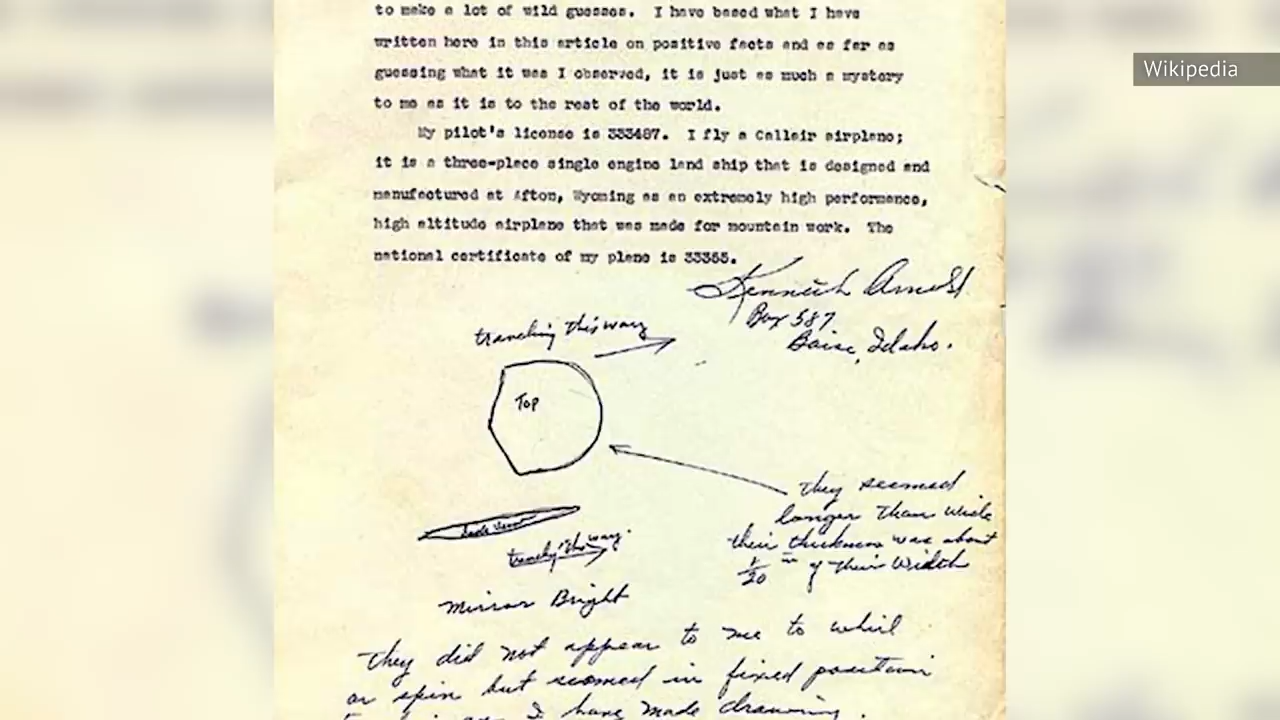 to make a lot of wild guesses. I have based what I have
written here in this article on positive facts and as far as
guessing what it was I observed, it is just as much a mystery
to me as it is to the rest of the world.
My pilot's license is 333487. I fly a Callair airplane;
it is a three-place single engine land ship that is designed and
manufactured at Afton, Wyoming as an extremely high performance,
high altitude airplane that was made for mountain work. The
national certificate of my plane is 33355.
Wikipedia
Kenneth Arnold
Box 587
Boise, Idaho.
traveling this way
Top
they seemed
longer than wide
their thickness was about
1/20 th of their width
side view
traveling this way.
Mirror Bright
They did not appear to me to whirl
or spin but seemed in fixed position
as I have made drawing.